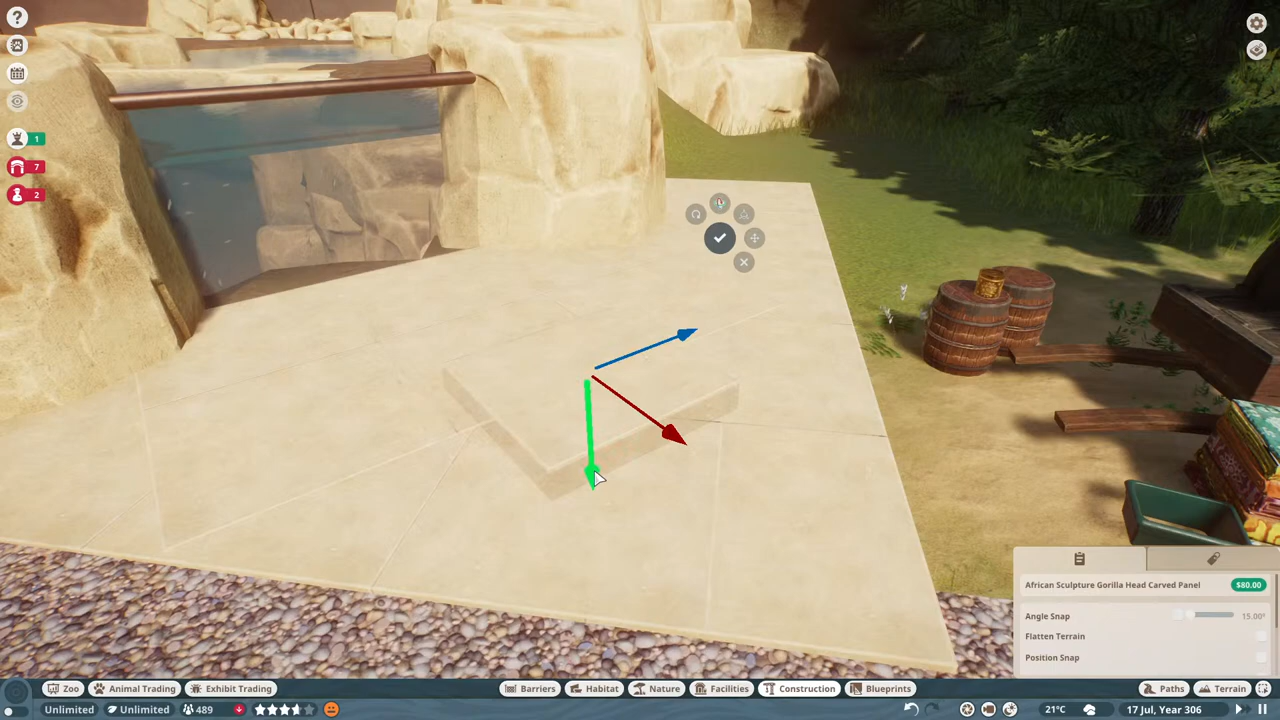 ?
1
7
2
African Sculpture Gorilla Head Carved Panel $80.00
Angle Snap 15.00°
Flatten Terrain
Position Snap
Zoo Animal Trading Exhibit Trading Barriers Habitat Nature Facilities Construction Blueprints Paths Terrain
Unlimited Unlimited 489 21°C 17 Jul, Year 306